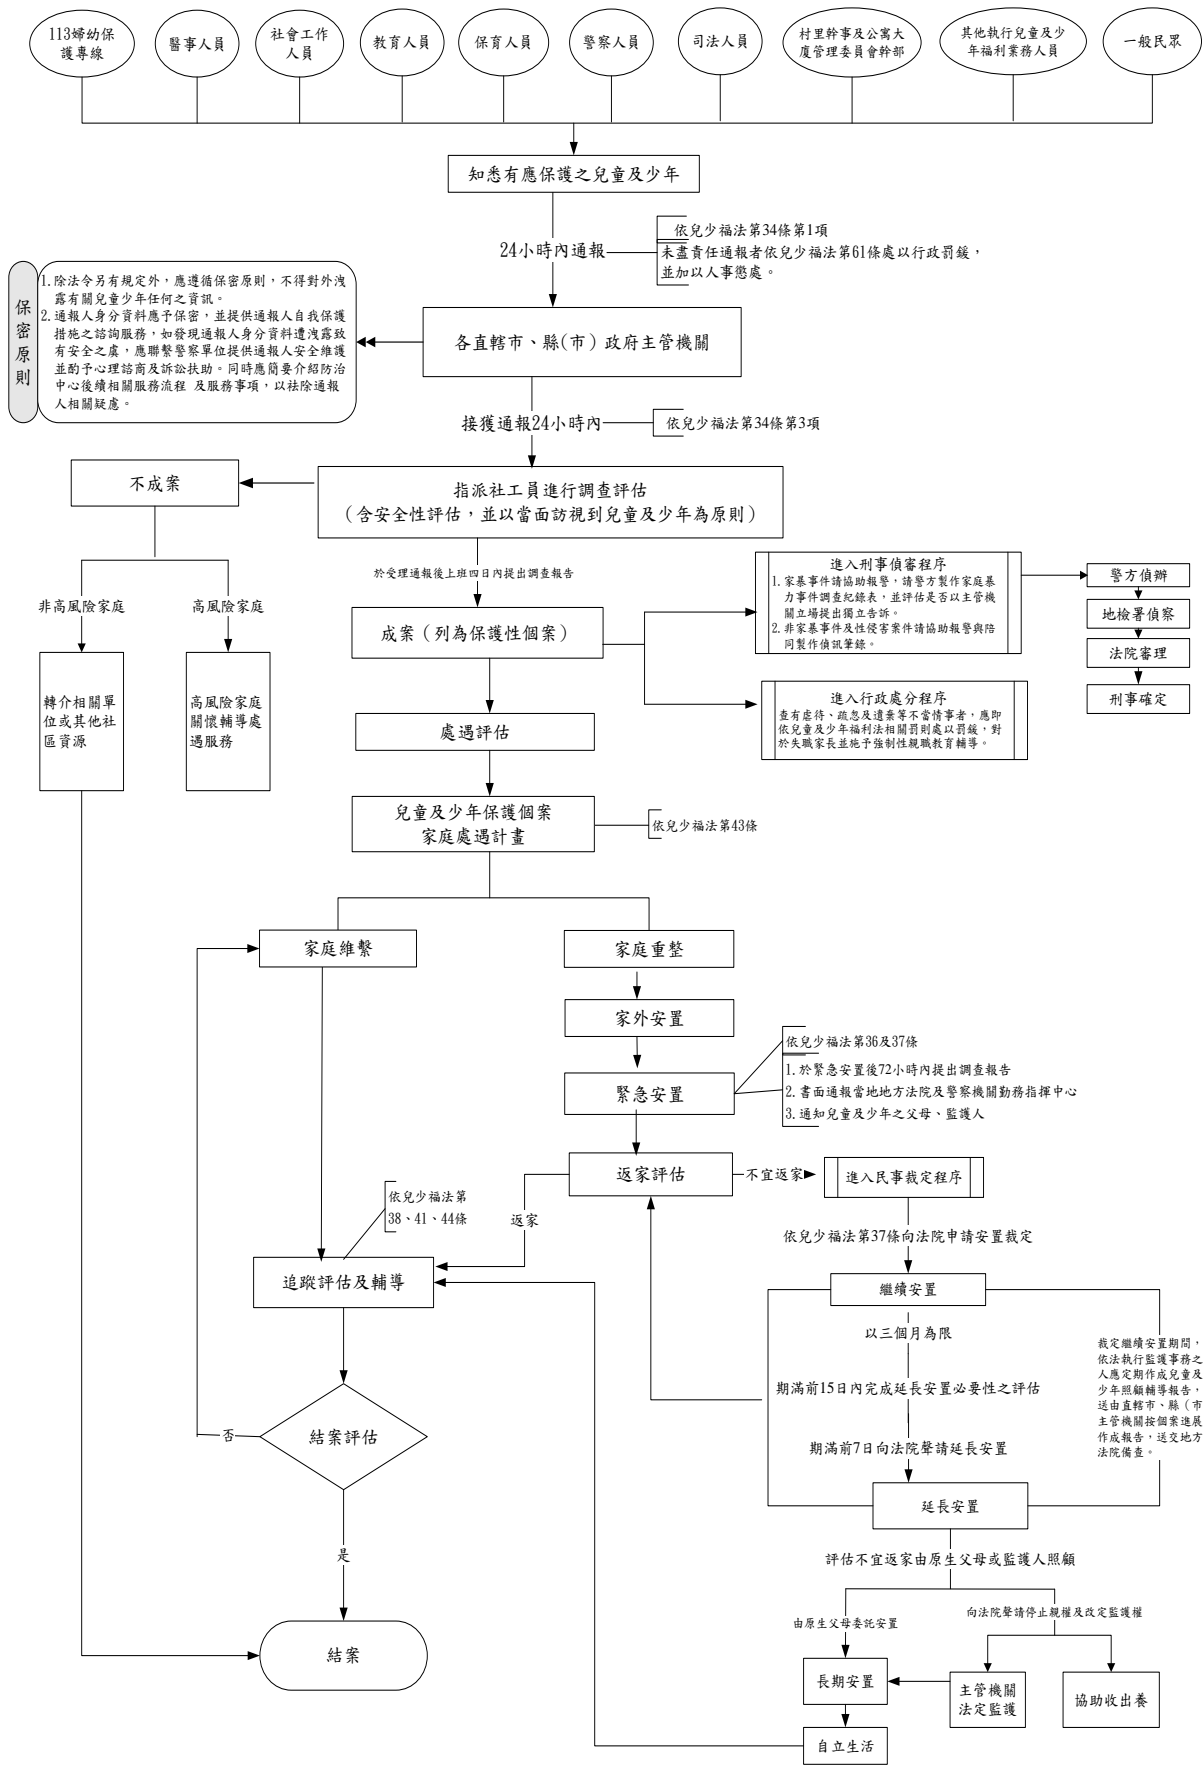 113婦幼保
護專線
醫事人員
社會工作
人員
教育人員
保育人員
警察人員
司法人員
村里幹事及公寓大
廈管理委員會幹部
其他執行兒童及少
年福利業務人員
一般民眾
知悉有應保護之兒童及少年
24小時內通報
依兒少福法第34條第1項
未盡責任通報者依兒少福法第61條處以行政罰鍰，
並加以人事懲處。
保密原則
1. 除法令另有規定外，應遵循保密原則，不得對外洩
露有關兒童少年任何之資訊。
2. 通報人身分資料應予保密，並提供通報人自我保護
措施之諮詢服務，如發現通報人身分資料遭洩露致
有安全之虞，應聯繫警察單位提供通報人安全維護
並酌予心理諮商及訴訟扶助。同時應簡要介紹防治
中心後續相關服務流程 及服務事項，以祛除通報
人相關疑慮。
各直轄市、縣(市) 政府主管機關
接獲通報24小時內
依兒少福法第34條第3項
不成案
指派社工員進行調查評估
（含安全性評估，並以當面訪視到兒童及少年為原則）
於受理通報後上班四日內提出調查報告
非高風險家庭
高風險家庭
轉介相關單
位或其他社
區資源
高風險家庭
關懷輔導處
遇服務
成案（列為保護性個案）
進入刑事偵審程序
1. 家暴事件請協助報警，請警方製作家庭暴
力事件調查紀錄表，並評估是否以主管機
關立場提出獨立告訴。
2. 非家暴事件及性侵害案件請協助報警與陪
同製作偵訊筆錄。
警方偵辦
地檢署偵察
法院審理
刑事確定
進入行政處分程序
查有虐待、疏忽及遺棄等不當情事者，應即
依兒童及少年福利法相關罰則處以罰鍰，對
於失職家長並施予強制性親職教育輔導。
處遇評估
兒童及少年保護個案
家庭處遇計畫
依兒少福法第43條
家庭維繫
家庭重整
家外安置
緊急安置
依兒少福法第36及37條
1. 於緊急安置後72小時內提出調查報告
2. 書面通報當地地方法院及警察機關勤務指揮中心
3. 通知兒童及少年之父母、監護人
返家評估
不宜返家
進入民事裁定程序
返家
依兒少福法第
38、41、44條
依兒少福法第37條向法院申請安置裁定
追蹤評估及輔導
繼續安置
以三個月為限
期滿前15日內完成延長安置必要性之評估
期滿前7日向法院聲請延長安置
裁定繼續安置期間，
依法執行監護事務之
人應定期作成兒童及
少年照顧輔導報告，
送由直轄市、縣（市
主管機關按個案進展
作成報告，送交地方
法院備查。
結案評估
否
是
延長安置
評估不宜返家由原生父母或監護人照顧
由原生父母委託安置
向法院聲請停止親權及改定監護權
結案
長期安置
主管機關
法定監護
協助收出養
自立生活